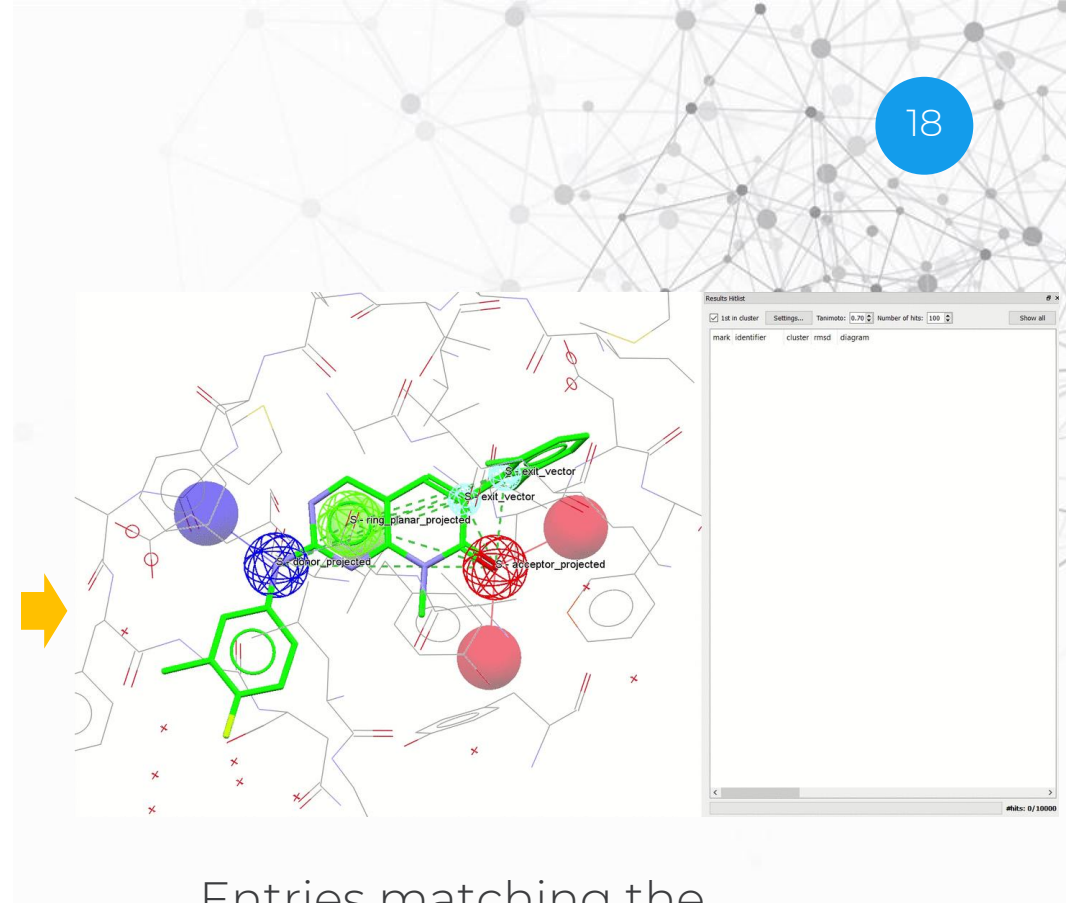 18
Results Hitlist
1st in cluster Settings... Tanimoto: 0.70 Number of hits: 100 Show all
mark identifier cluster rmsd diagram
S - exit_vector
S - exit_vector
S - ring_planar_projected
S - donor_projected
S - acceptor_projected
#hits: 0/10000
Entries matching the